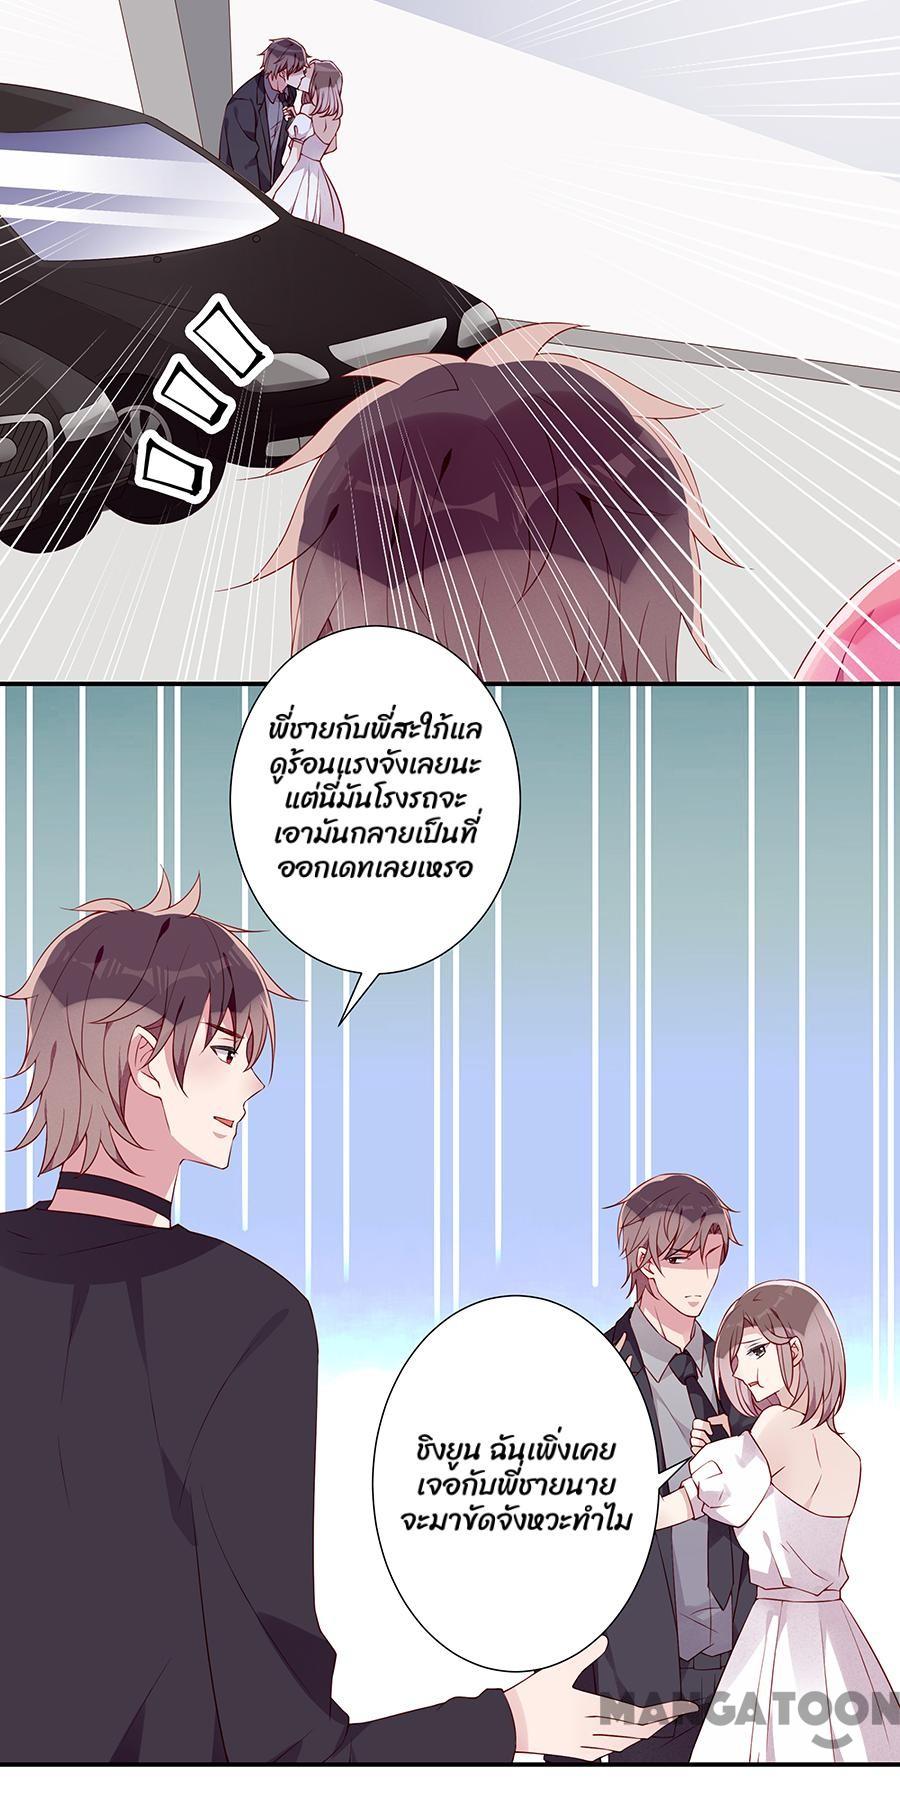 พี่ชายกับพี่สะใภ้แล
ดูร้อนแรงจังเลยนะ
แต่นี่มันโรงรถจะ
เอามันกลายเป็นที่
ออกเดทเลยเหรอ
ชิงยูน ฉันเพิ่งเคย
เจอกับพี่ชายนาย
จะมาขัดจังหวะทำไม
MANGATOON